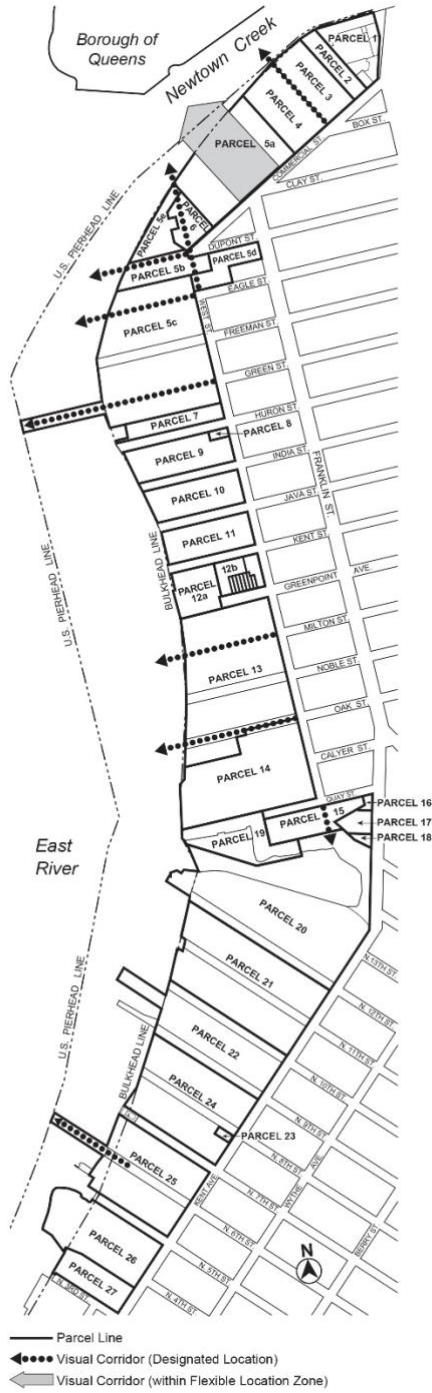 Borough of
Queens
Newtown Creek
PARCEL 1
PARCEL 2
PARCEL 3
PARCEL 4
PARCEL 5a
BOX ST.
COMMERCIAL ST.
CLAY ST.
PARCEL 6
PARCEL 5e
U.S. PIERHEAD LINE
DUPONT ST
PARCEL 5d
PARCEL 5b
EAGLE ST.
WEST ST.
PARCEL 5c
FREEMAN ST.
GREEN ST.
PARCEL 7
HURON ST.
PARCEL 8
PARCEL 9
INDIA ST.
FRANKLIN ST.
PARCEL 10
JAVA ST.
BULKHEAD LINE
PARCEL 11
KENT ST.
U.S. PIERHEAD LINE
12b
PARCEL
12a
GREENPOINT AVE
MILTON ST.
PARCEL 13
NOBLE ST.
OAK ST.
CALYER ST.
PARCEL 14
QUAY ST.
PARCEL 16
PARCEL 15
PARCEL 17
PARCEL 18
PARCEL 19
East
River
PARCEL 20
N.13TH ST.
PARCEL 21
N.12TH ST.
U.S. PIERHEAD LINE
N.11TH ST.
PARCEL 22
N.10TH ST.
BULKHEAD LINE
PARCEL 24
N.9TH ST.
PARCEL 23
N.8TH ST.
WYTHE AVE
N.7TH ST.
BERRY ST.
PARCEL 25
KENT AVE
N.6TH ST.
PARCEL 26
N.5TH ST.
N
PARCEL 27
N.4TH ST.
N. 3RD ST.
Parcel Line
Visual Corridor (Designated Location)
Visual Corridor (within Flexible Location Zone)